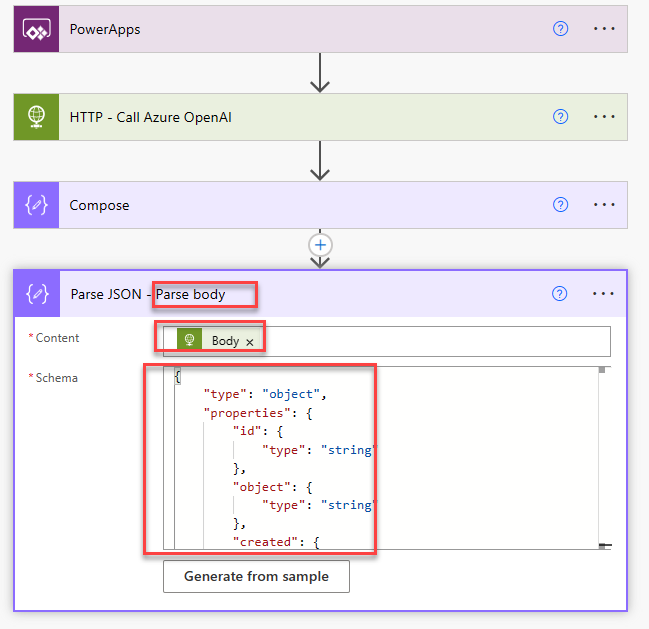 PowerApps
HTTP - Call Azure OpenAI
Compose
Parse JSON - Parse body
* Content
Body ×
* Schema
{
"type": "object",
"properties": {
"id": {
"type": "string"
},
"object": {
"type": "string"
},
"created": {
Generate from sample